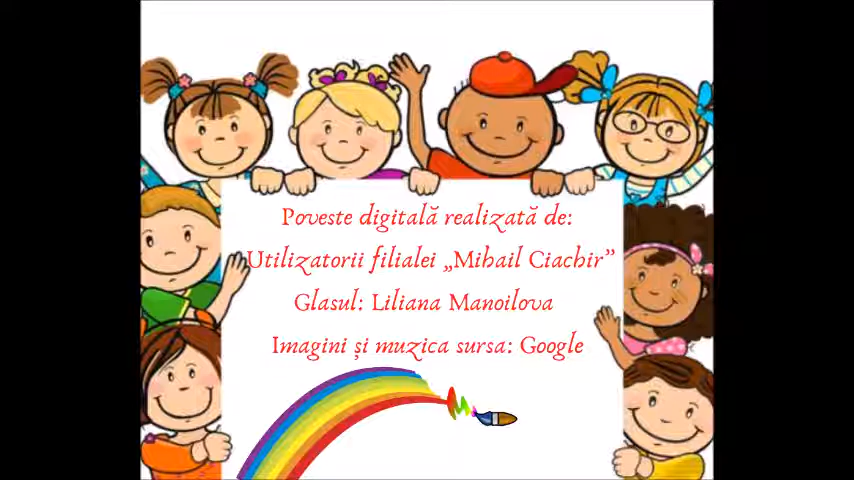 Poveste digitală realizată de:
Utilizatorii filialei „Mihail Ciachir”
Glasul: Liliana Manoilova
Imagini și muzica sursa: Google